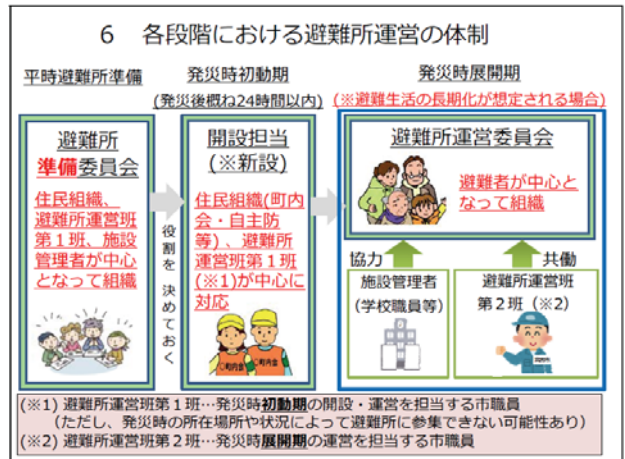 6 各段階における避難所運営の体制
平時避難所準備
発災時初動期
(発災後概ね24時間以内)
発災時展開期
(※避難生活の長期化が想定される場合)
避難所
準備委員会
住民組織、
避難所運営班
第1班、施設
管理者が中心
となって組織
役割を 決めておく
開設担当
(※新設)
住民組織(町内
会・自主防
等)、避難所
運営班第1班
(※1)が中心に
対応
○町内会
町内会
避難所運営委員会
避難者が中心と
なって組織
協力
共働
施設管理者
(学校職員等)
避難所運営班
第2班(※2)
(※1) 避難所運営班第1班…発災時初動期の開設・運営を担当する市職員
(ただし、発災時の所在場所や状況によって避難所に参集できない可能性あり)
(※2) 避難所運営班第2班…発災時展開期の運営を担当する市職員